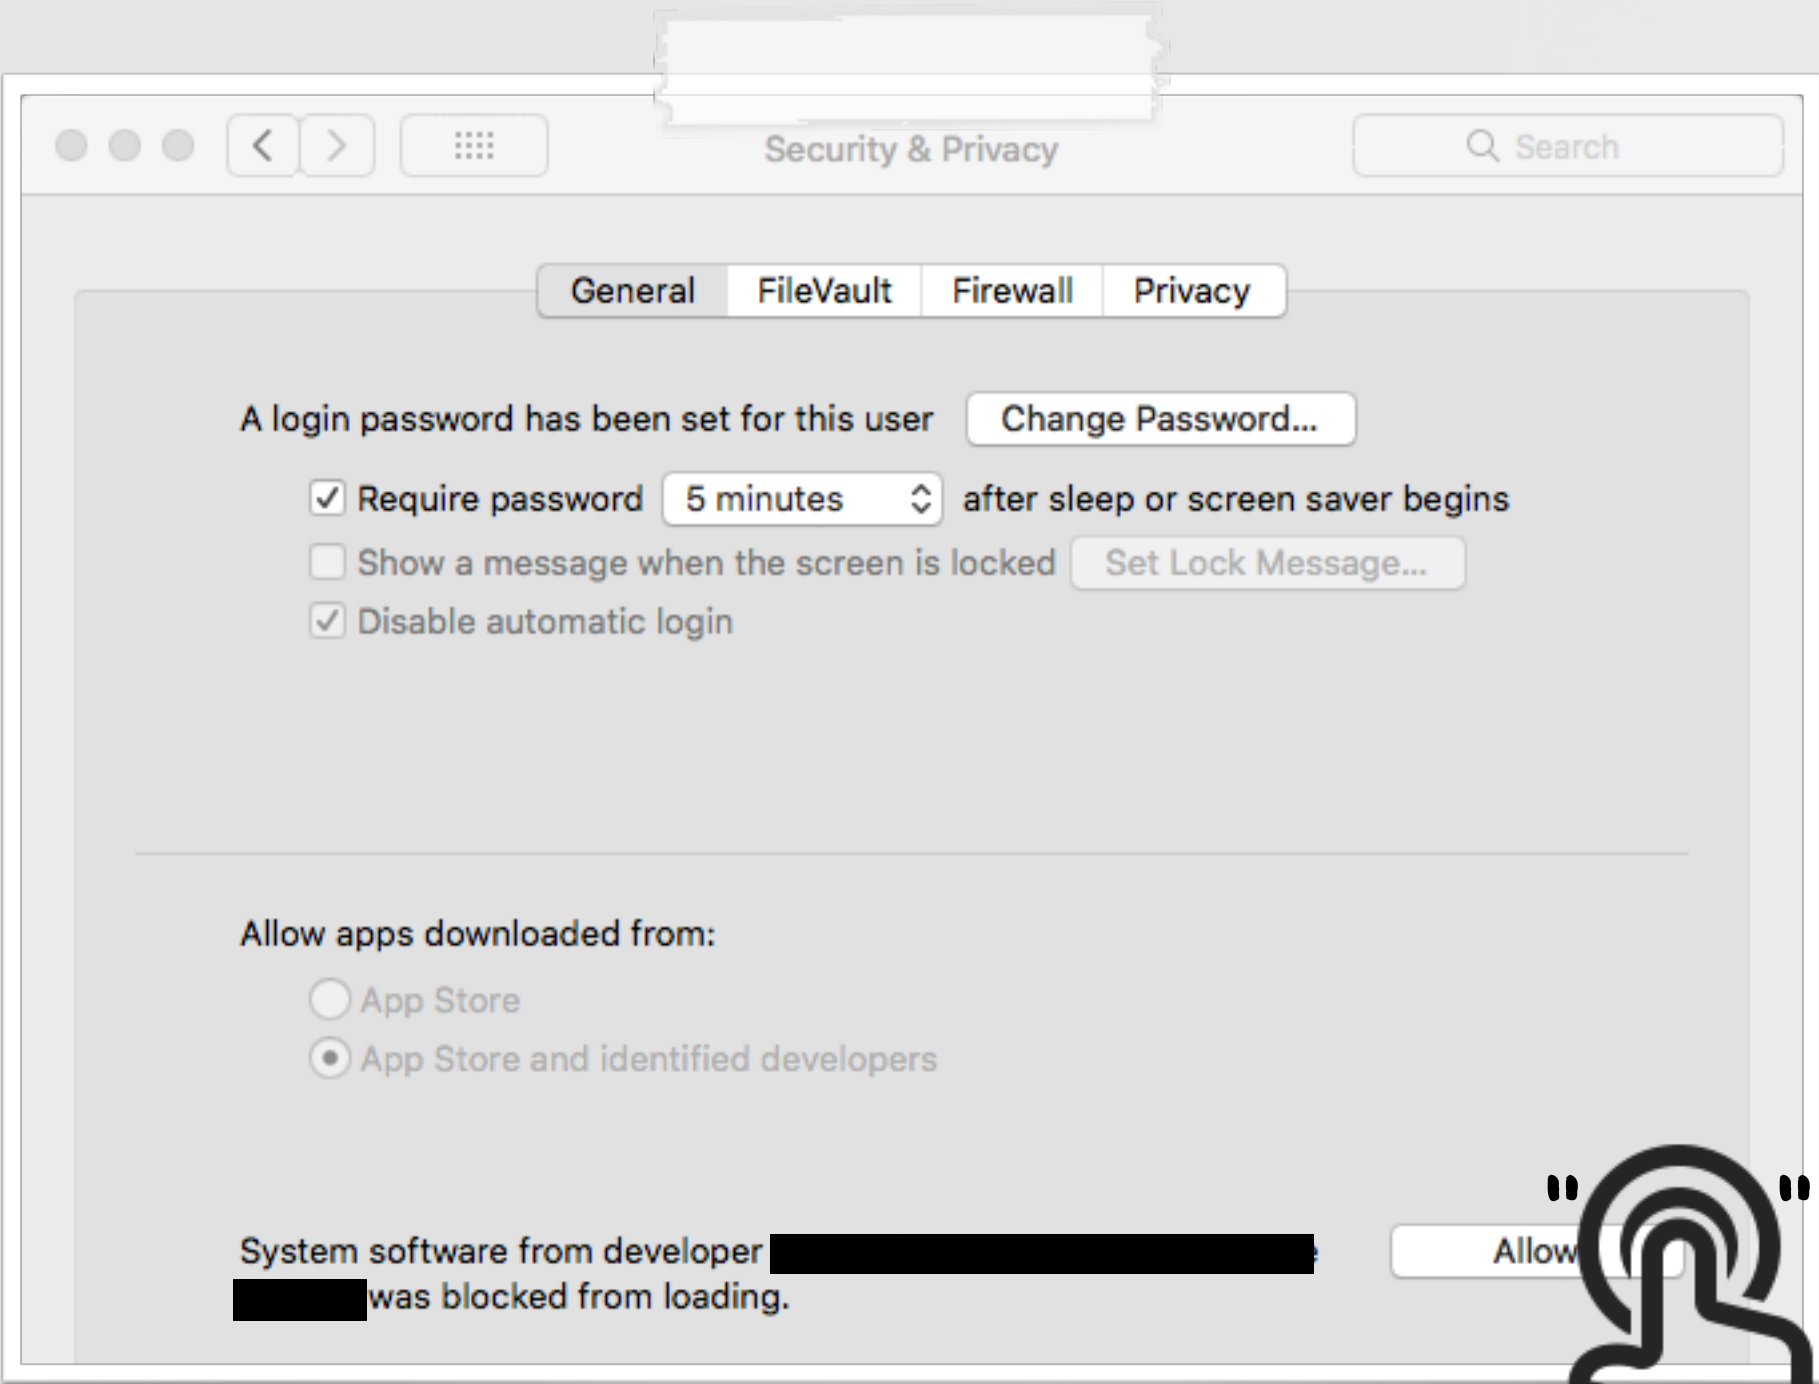 Security & Privacy
Search
General FileVault Firewall Privacy
A login password has been set for this user Change Password...
Require password 5 minutes after sleep or screen saver begins
Show a message when the screen is locked Set Lock Message...
Disable automatic login
Allow apps downloaded from:
App Store
App Store and identified developers
" "
System software from developer Allow
was blocked from loading.